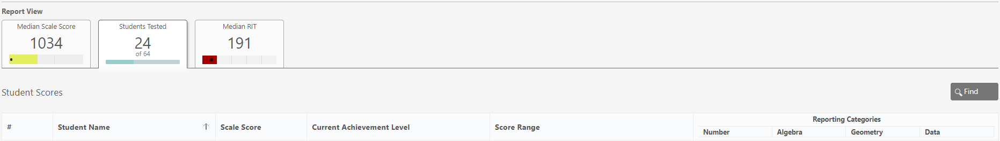 Report View
Median Scale Score
1034
Students Tested
24
of 64
Median RIT
191
Student Scores
Find
#
Student Name
Scale Score
Current Achievement Level
Score Range
Reporting Categories
Number
Algebra
Geometry
Data